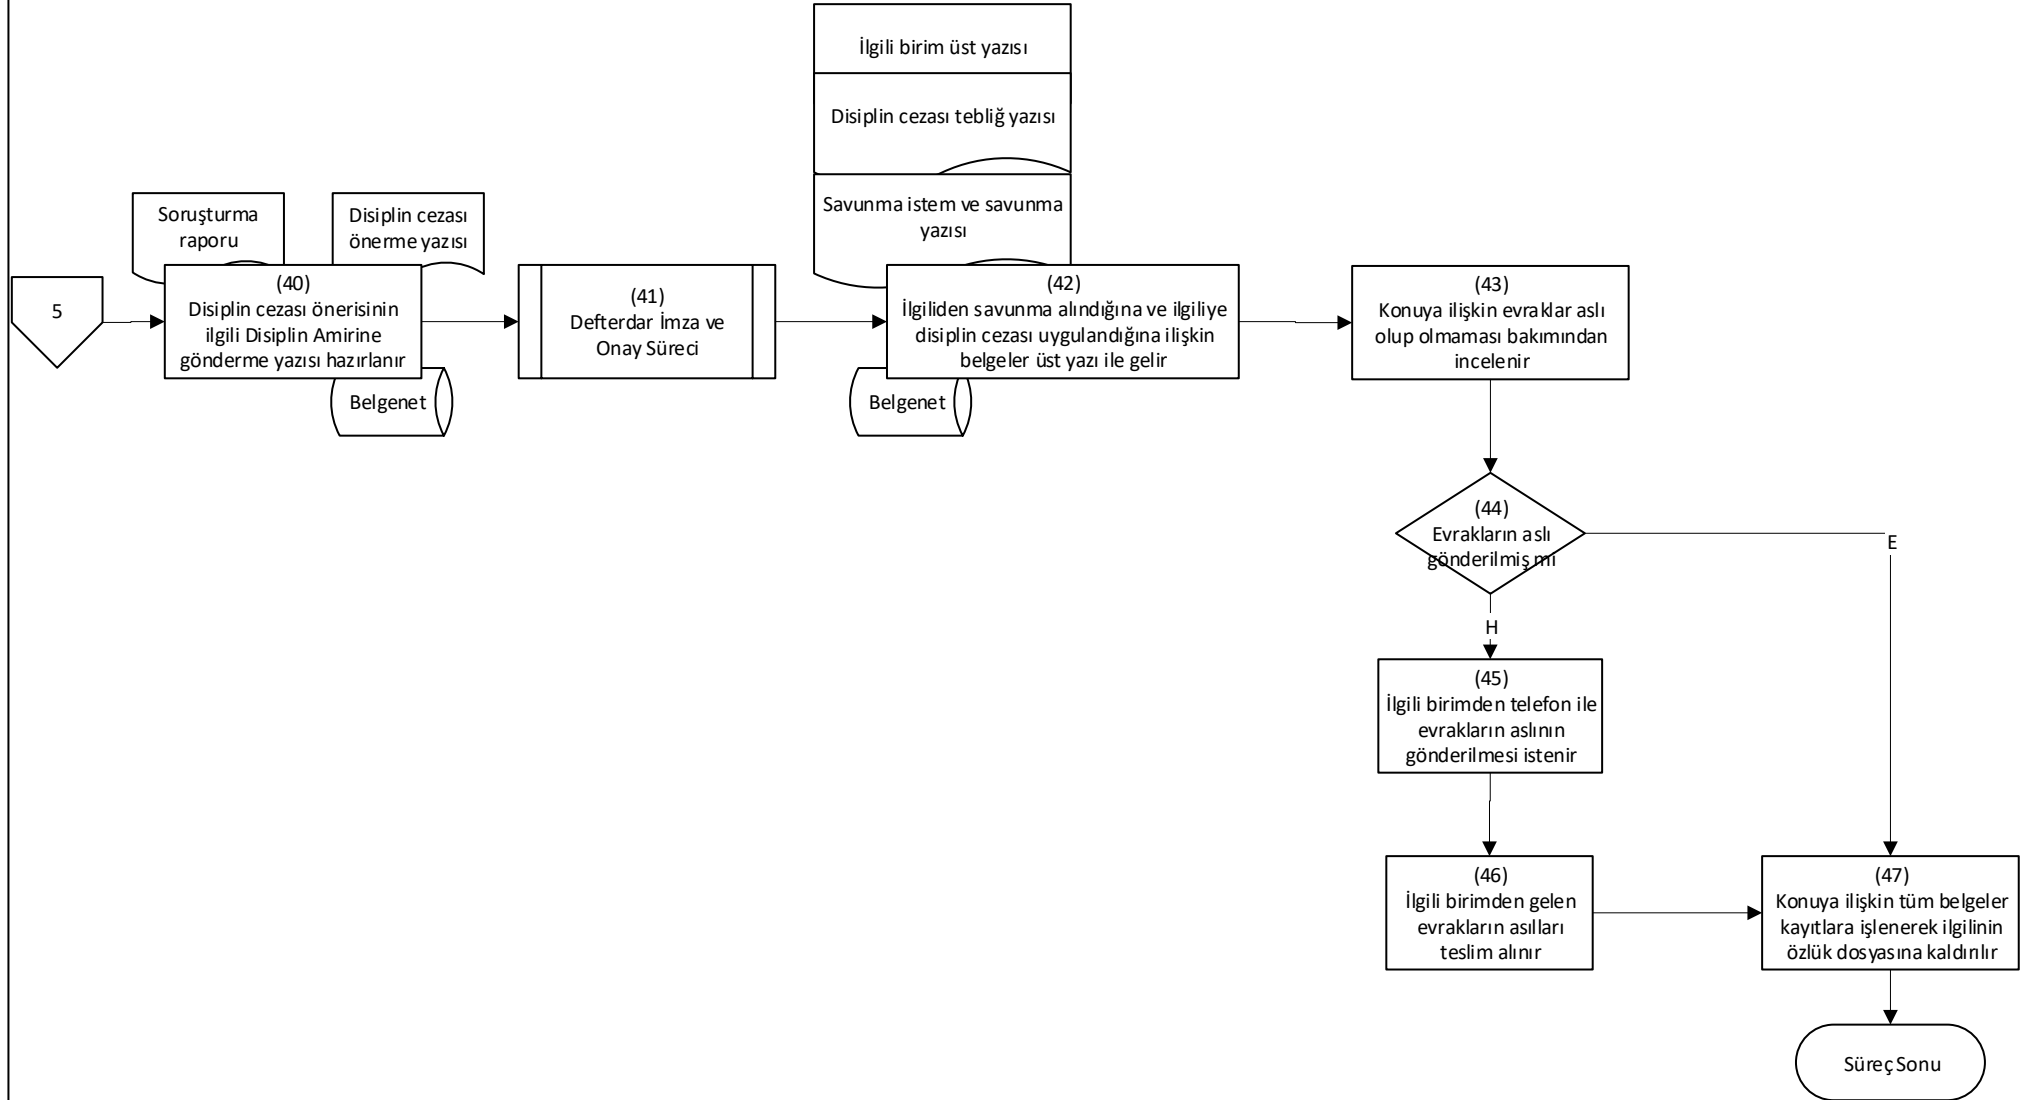 İlgili birim üst yazısı
Disiplin cezası tebliğ yazısı
Savunma istem ve savunma
yazısı
Soruşturma
raporu
Disiplin cezası
önerme yazısı
5
(40)
Disiplin cezası önerisinin
ilgili Disiplin Amirine
gönderme yazısı hazırlanır
Belgenet
(41)
Defterdar İmza ve
Onay Süreci
(42)
İlgiliden savunma alındığına ve ilgiliye
disiplin cezası uygulandığına ilişkin
belgeler üst yazı ile gelir
Belgenet
(43)
Konuya ilişkin evraklar aslı
olup olmaması bakımından
incelenir
(44)
Evrakların aslı
gönderilmiş mi
E
H
(45)
İlgili birimden telefon ile
evrakların aslının
gönderilmesi istenir
(46)
İlgili birimden gelen
evrakların asılları
teslim alınır
(47)
Konuya ilişkin tüm belgeler
kayıtlara işlenerek ilgilinin
özlük dosyasına kaldırılır
Süreç Sonu